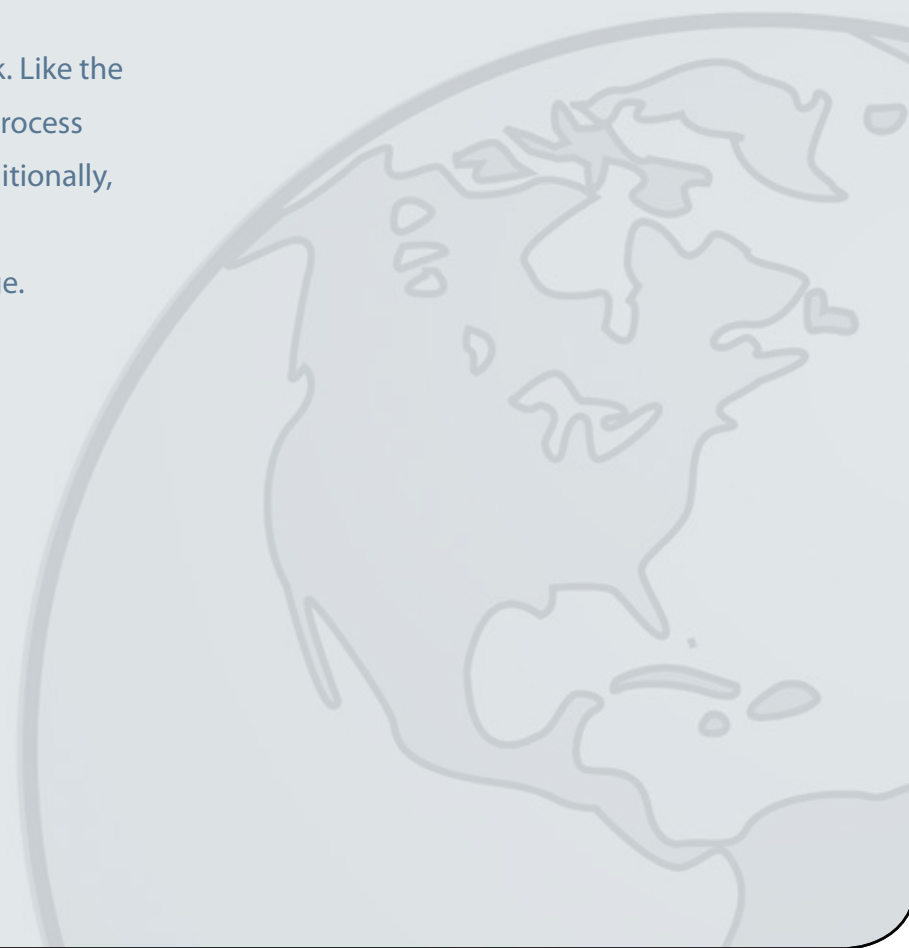 . Like the
rocess
itionally,
e.